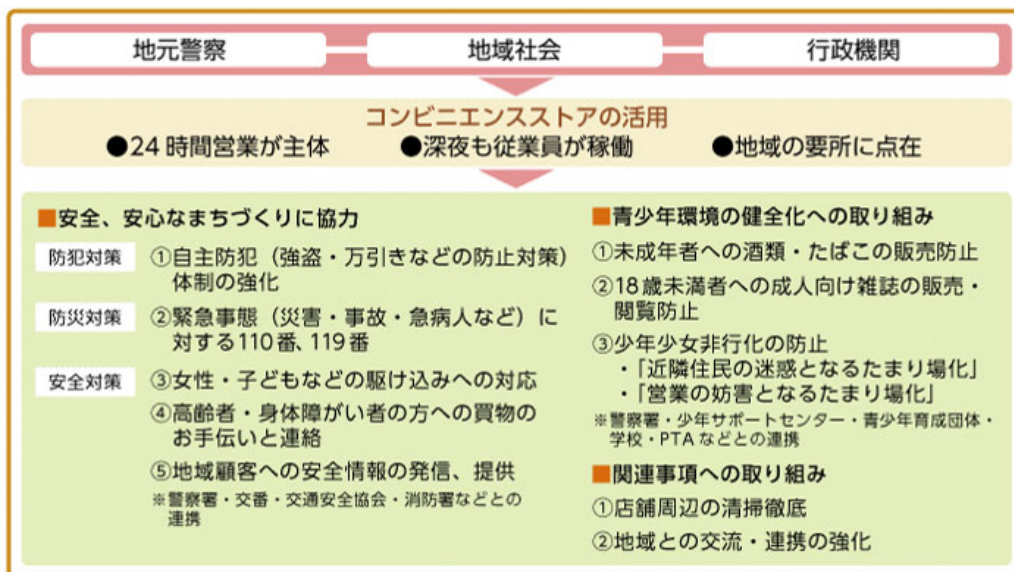 地元警察
地域社会
行政機関
コンビニエンスストアの活用
●24時間営業が主体
●深夜も従業員が稼働
●地域の要所に点在
■安全、安心なまちづくりに協力
防犯対策
①自主防犯（強盗・万引きなどの防止対策）
体制の強化
防災対策
②緊急事態（災害・事故・急病人など）に
対する110番、119番
安全対策
③女性・子どもなどの駆け込みへの対応
④高齢者・身体障がい者の方への買物の
お手伝いと連絡
⑤地域顧客への安全情報の発信、提供
※警察署・交番・交通安全協会・消防署などとの
連携
■青少年環境の健全化への取り組み
①未成年者への酒類・たばこの販売防止
②18歳未満者への成人向け雑誌の販売・
閲覧防止
③少年少女非行化の防止
・「近隣住民の迷惑となるたまり場化」
・「営業の妨害となるたまり場化」
※警察署・少年サポートセンター・青少年育成団体・
学校・PTAなどとの連携
■関連事項への取り組み
①店舗周辺の清掃徹底
②地域との交流・連携の強化